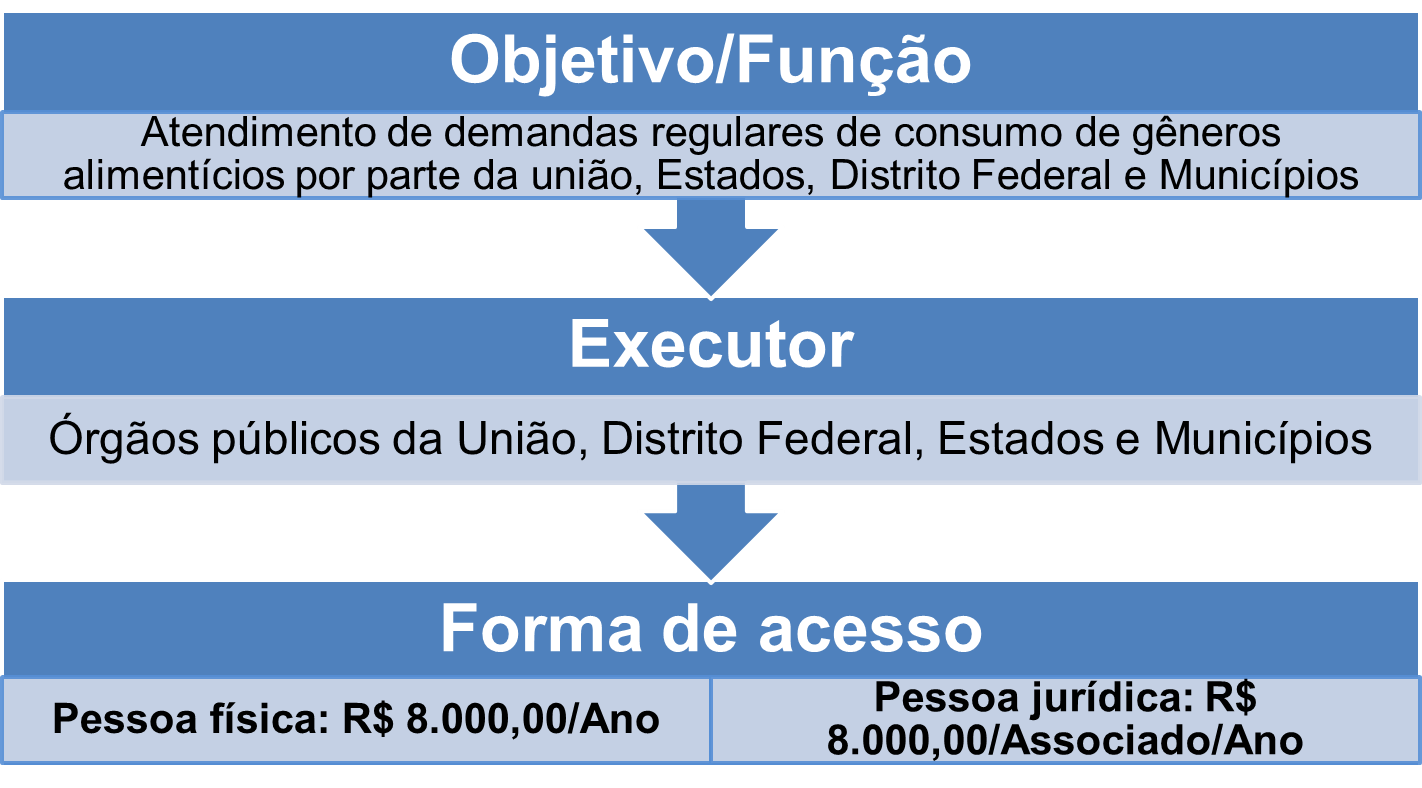 Objetivo/Função
Atendimento de demandas regulares de consumo de gêneros
alimentícios por parte da união, Estados, Distrito Federal e Municípios
Executor
Órgãos públicos da União, Distrito Federal, Estados e Municípios
Forma de acesso
Pessoa física: R$ 8.000,00/Ano
Pessoa jurídica: R$
8.000,00/Associado/Ano